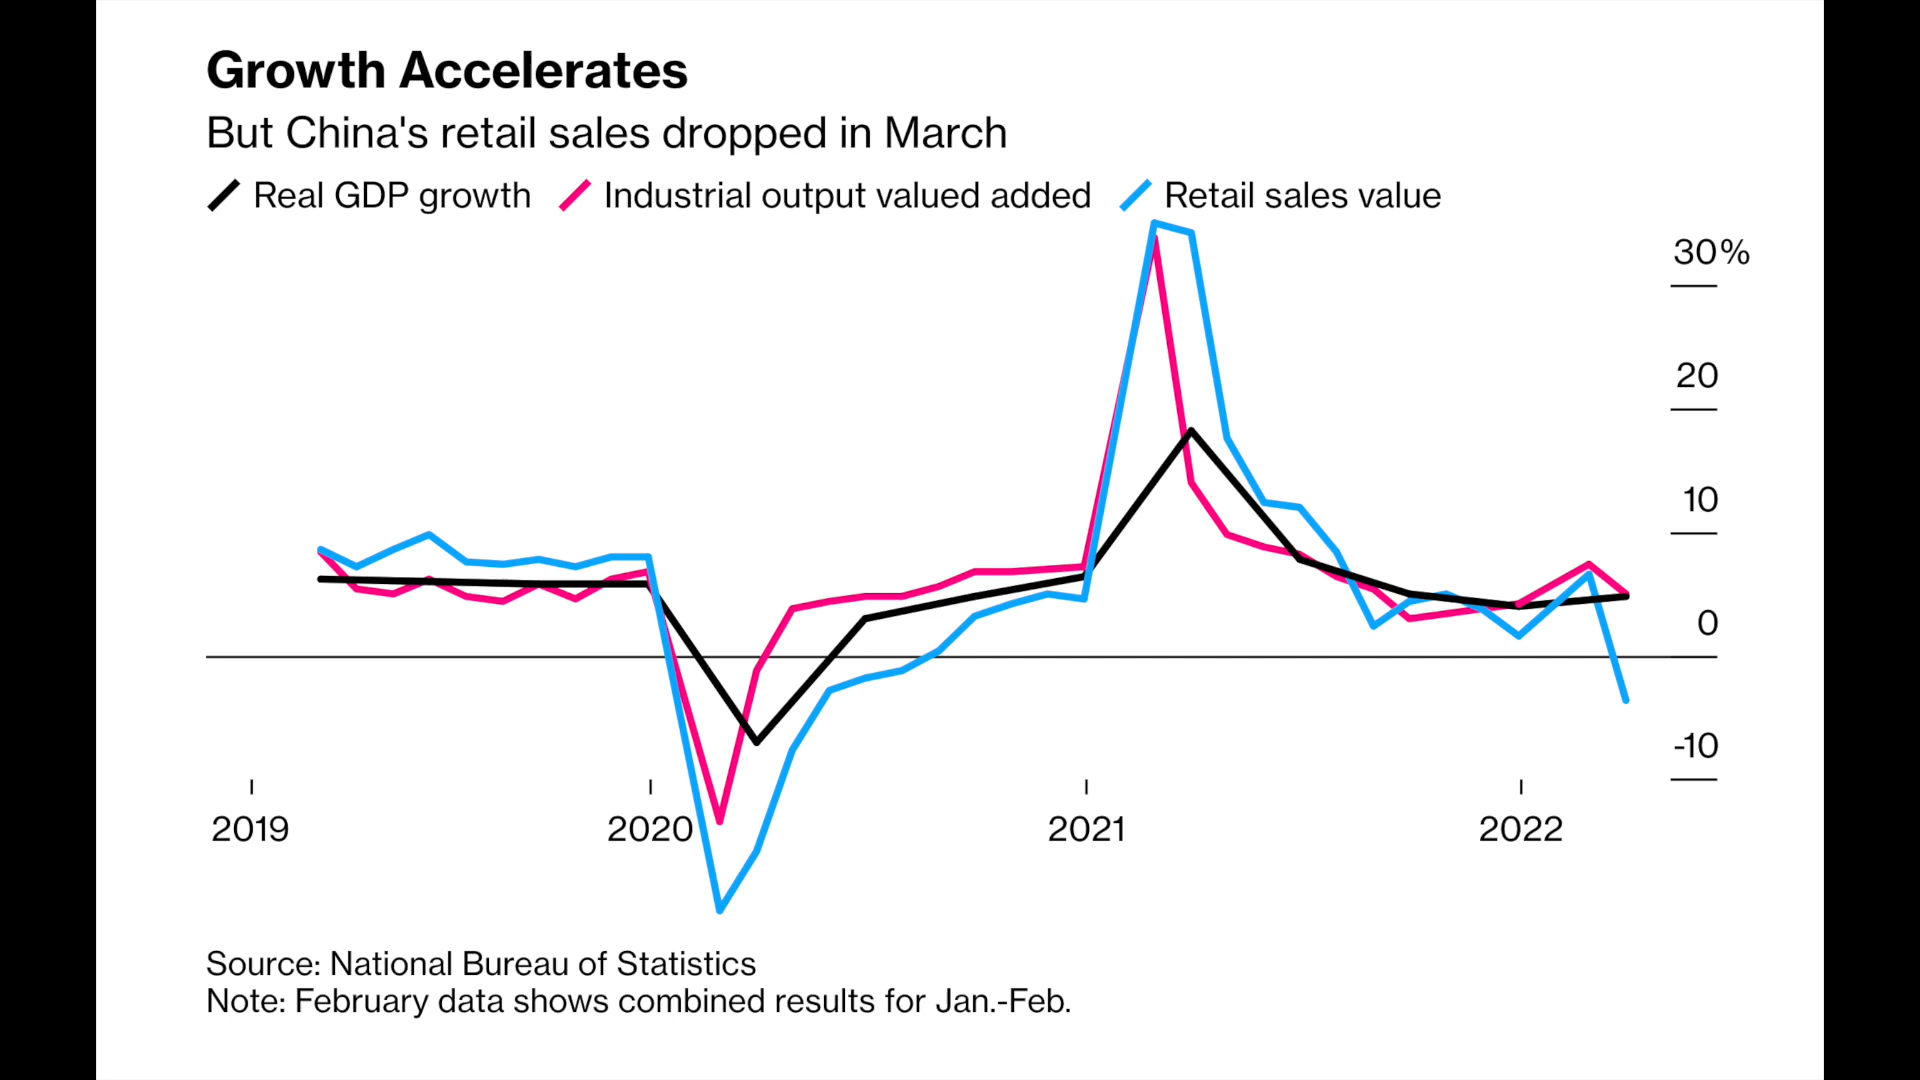 Growth Accelerates
But China's retail sales dropped in March
Real GDP growth Industrial output valued added Retail sales value
30%
20
10
0
-10
2019 2020 2021 2022
Source: National Bureau of Statistics
Note: February data shows combined results for Jan.-Feb.